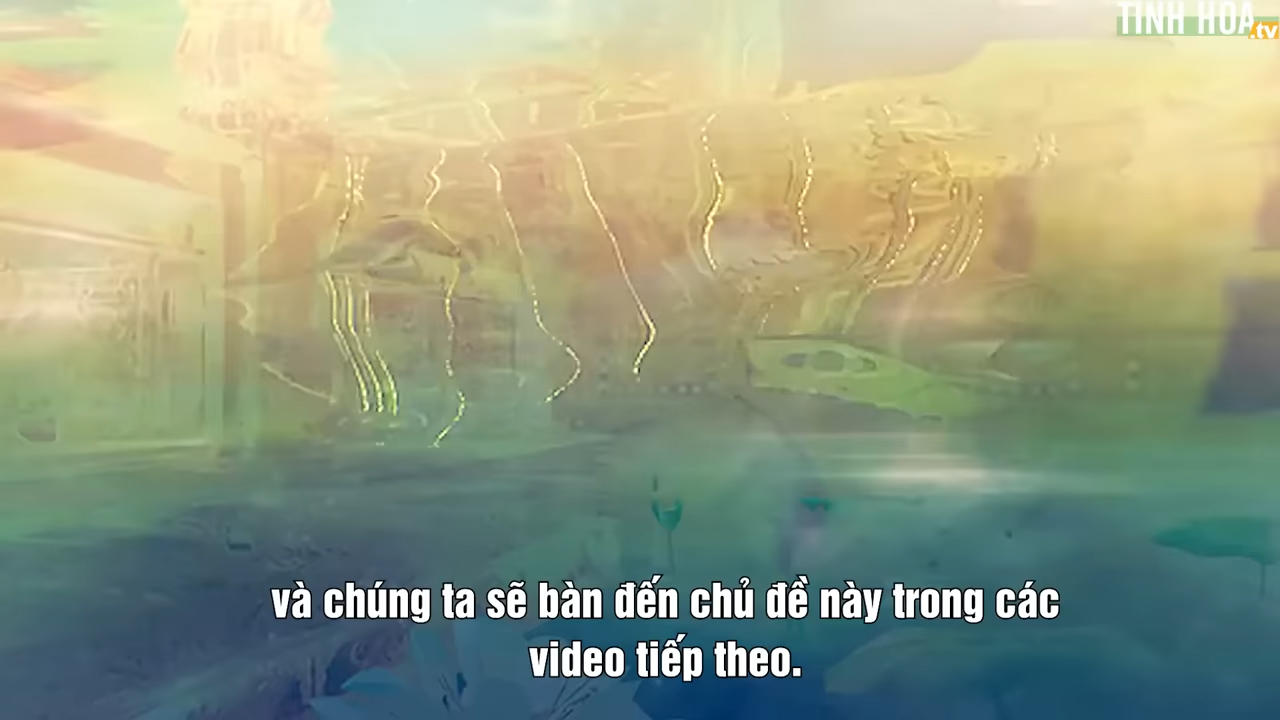 TINH HOA
.tv
và chúng ta sẽ bàn đến chủ đề này trong các
video tiếp theo.